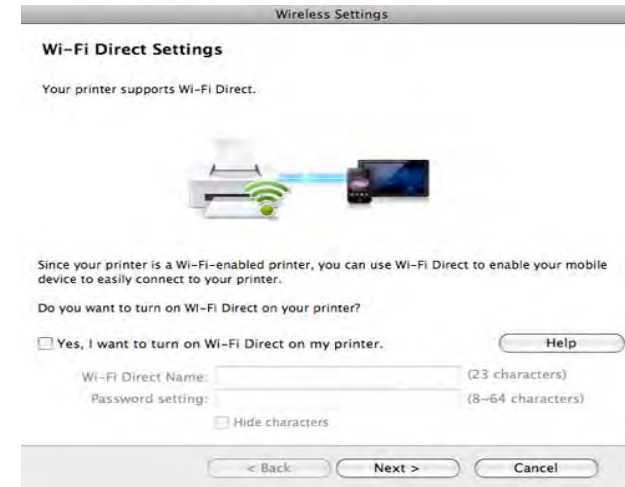 Wireless Settings
Wi-Fi Direct Settings
Your printer supports Wi-Fi Direct.
Since your printer is a Wi-Fi-enabled printer, you can use Wi-Fi Direct to enable your mobile
device to easily connect to your printer.
Do you want to turn on Wi-Fi Direct on your printer?
Yes, I want to turn on Wi-Fi Direct on my printer.
Help
Wi-Fi Direct Name:
(23 characters)
Password setting:
(8~64 characters)
Hide characters
< Back
Next >
Cancel